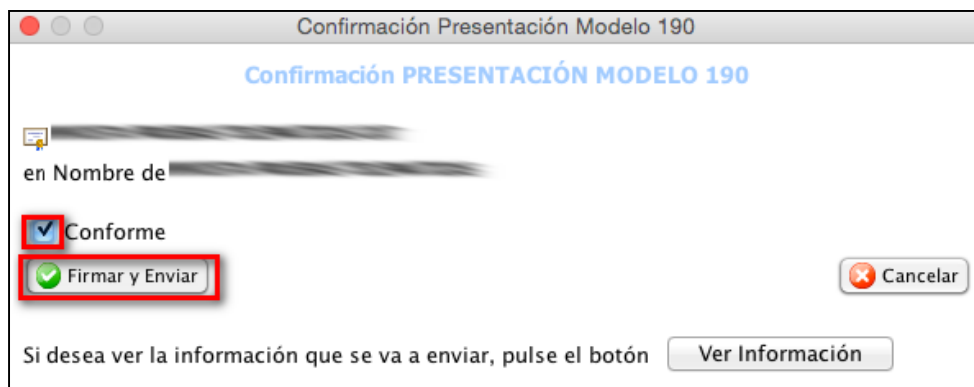 Confirmación Presentación Modelo 190
Confirmación PRESENTACIÓN MODELO 190
en Nombre de
Conforme
Firmar y Enviar
Cancelar
Si desea ver la información que se va a enviar, pulse el botón Ver Información